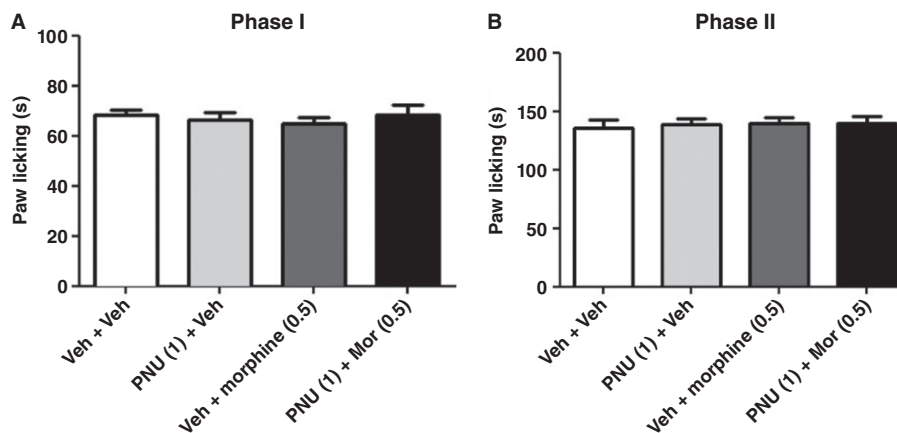 A
Phase I
Paw licking (s)
100
80
60
40
20
0
Veh + Veh
PNU (1) + Veh
Veh + morphine (0.5)
PNU (1) + Mor (0.5)
B
Phase II
Paw licking (s)
200
150
100
50
0
Veh + Veh
PNU (1) + Veh
Veh + morphine (0.5)
PNU (1) + Mor (0.5)